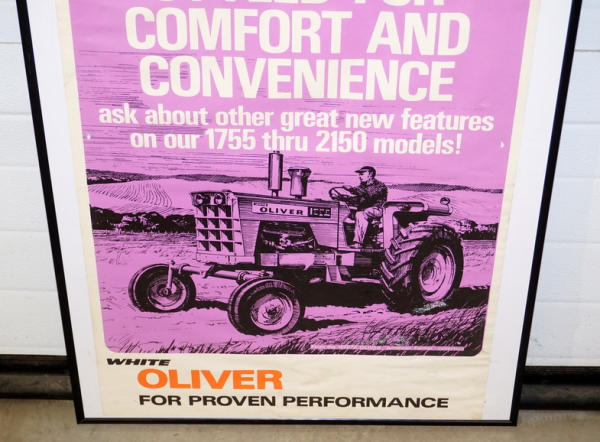 FOR
COMFORT AND
CONVENIENCE
ask about other great new features
on our 1755 thru 2150 models!
OLIVER
WHITE
OLIVER
FOR PROVEN PERFORMANCE